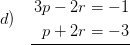 d) 3p − 2r = −1
p + 2r = −3